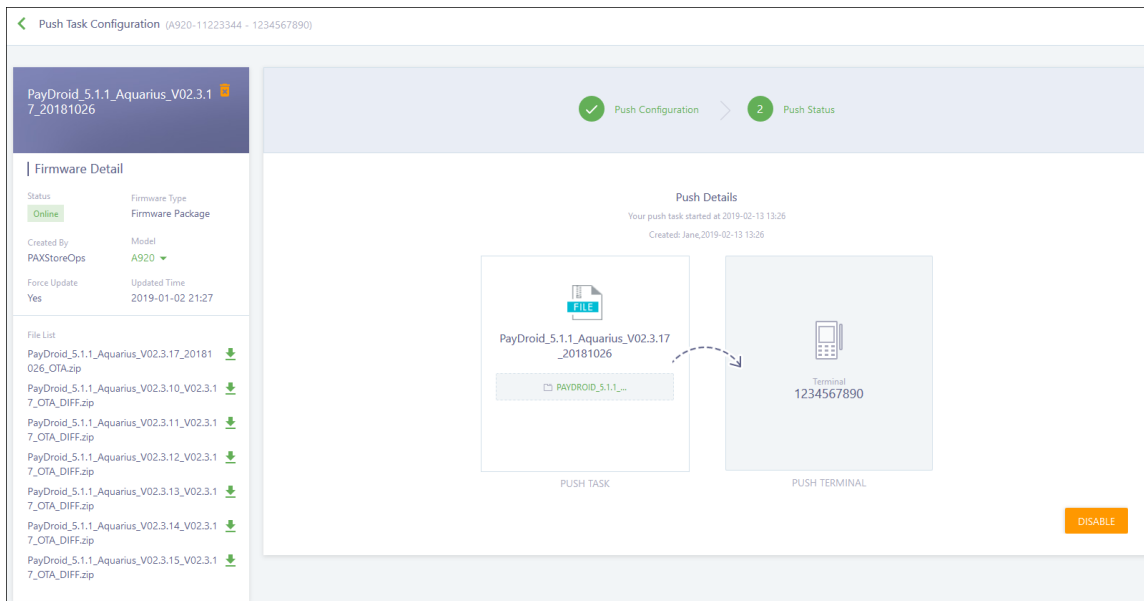 Push Task Configuration (A920-11223344 - 1234567890)
PayDroid_5.1.1_Aquarius_V02.3.1
7_20181026
Firmware Detail
Status
Firmware Type
Online
Firmware Package
Created By
Model
PAXStoreOps
A920
Force Update
Updated Time
Yes
2019-01-02 21:27
File List
PayDroid_5.1.1_Aquarius_V02.3.17_20181
026_OTA.zip
PayDroid_5.1.1_Aquarius_V02.3.10_V02.3.1
7_OTA_DIFF.zip
PayDroid_5.1.1_Aquarius_V02.3.11_V02.3.1
7_OTA_DIFF.zip
PayDroid_5.1.1_Aquarius_V02.3.12_V02.3.1
7_OTA_DIFF.zip
PayDroid_5.1.1_Aquarius_V02.3.13_V02.3.1
7_OTA_DIFF.zip
PayDroid_5.1.1_Aquarius_V02.3.14_V02.3.1
7_OTA_DIFF.zip
PayDroid_5.1.1_Aquarius_V02.3.15_V02.3.1
7_OTA_DIFF.zip
Push Configuration
2 Push Status
Push Details
Your push task started at 2019-02-13 13:26
Created: Jane,2019-02-13 13:26
FILE
PayDroid_5.1.1_Aquarius_V02.3.17
_20181026
PAYDROID_5.1.1_...
PUSH TASK
Terminal
1234567890
PUSH TERMINAL
DISABLE